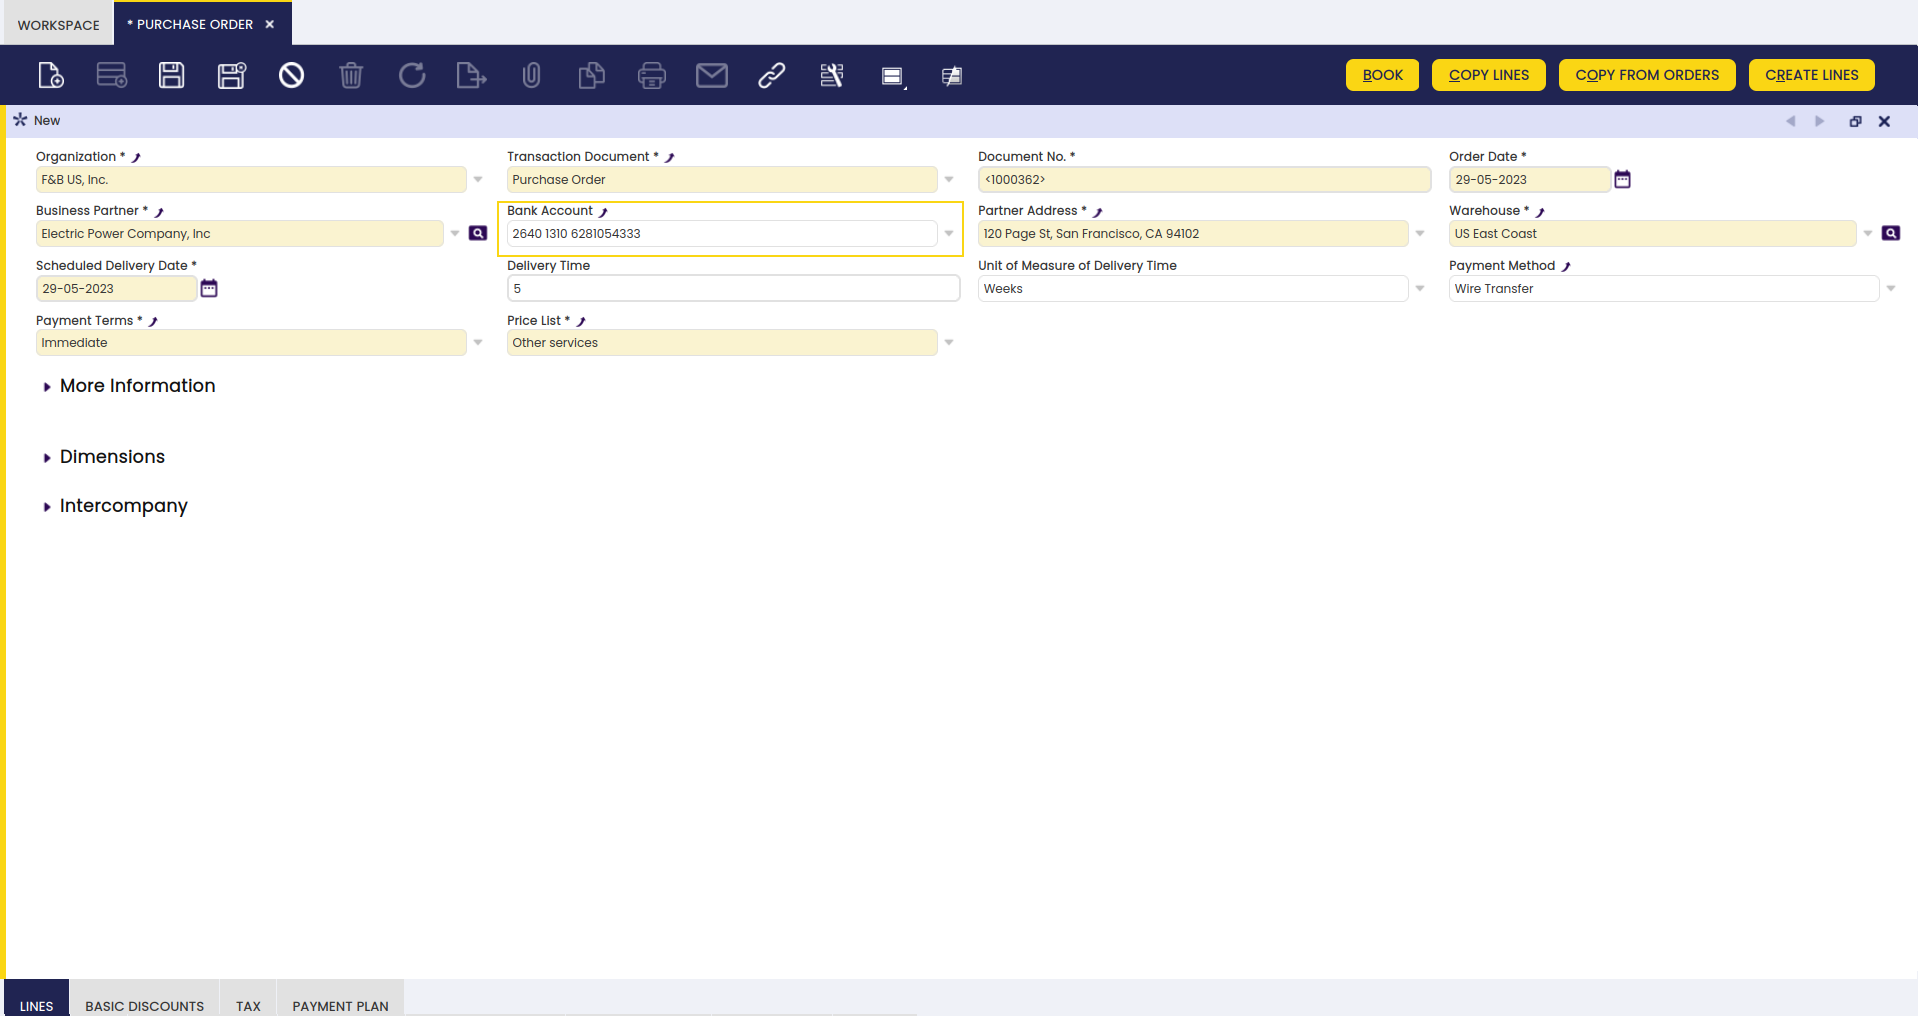 WORKSPACE
* PURCHASE ORDER
BOOK
COPY LINES
COPY FROM ORDERS
CREATE LINES
New
Organization *
Transaction Document *
Document No. *
Order Date *
F&B US, Inc.
Purchase Order
<1000362>
29-05-2023
Business Partner *
Bank Account
Partner Address *
Warehouse *
Electric Power Company, Inc
2640 1310 6281054333
120 Page St, San Francisco, CA 94102
US East Coast
Scheduled Delivery Date *
Delivery Time
Unit of Measure of Delivery Time
Payment Method
29-05-2023
5
Weeks
Wire Transfer
Payment Terms *
Price List *
Immediate
Other services
More Information
Dimensions
Intercompany
LINES
BASIC DISCOUNTS
TAX
PAYMENT PLAN